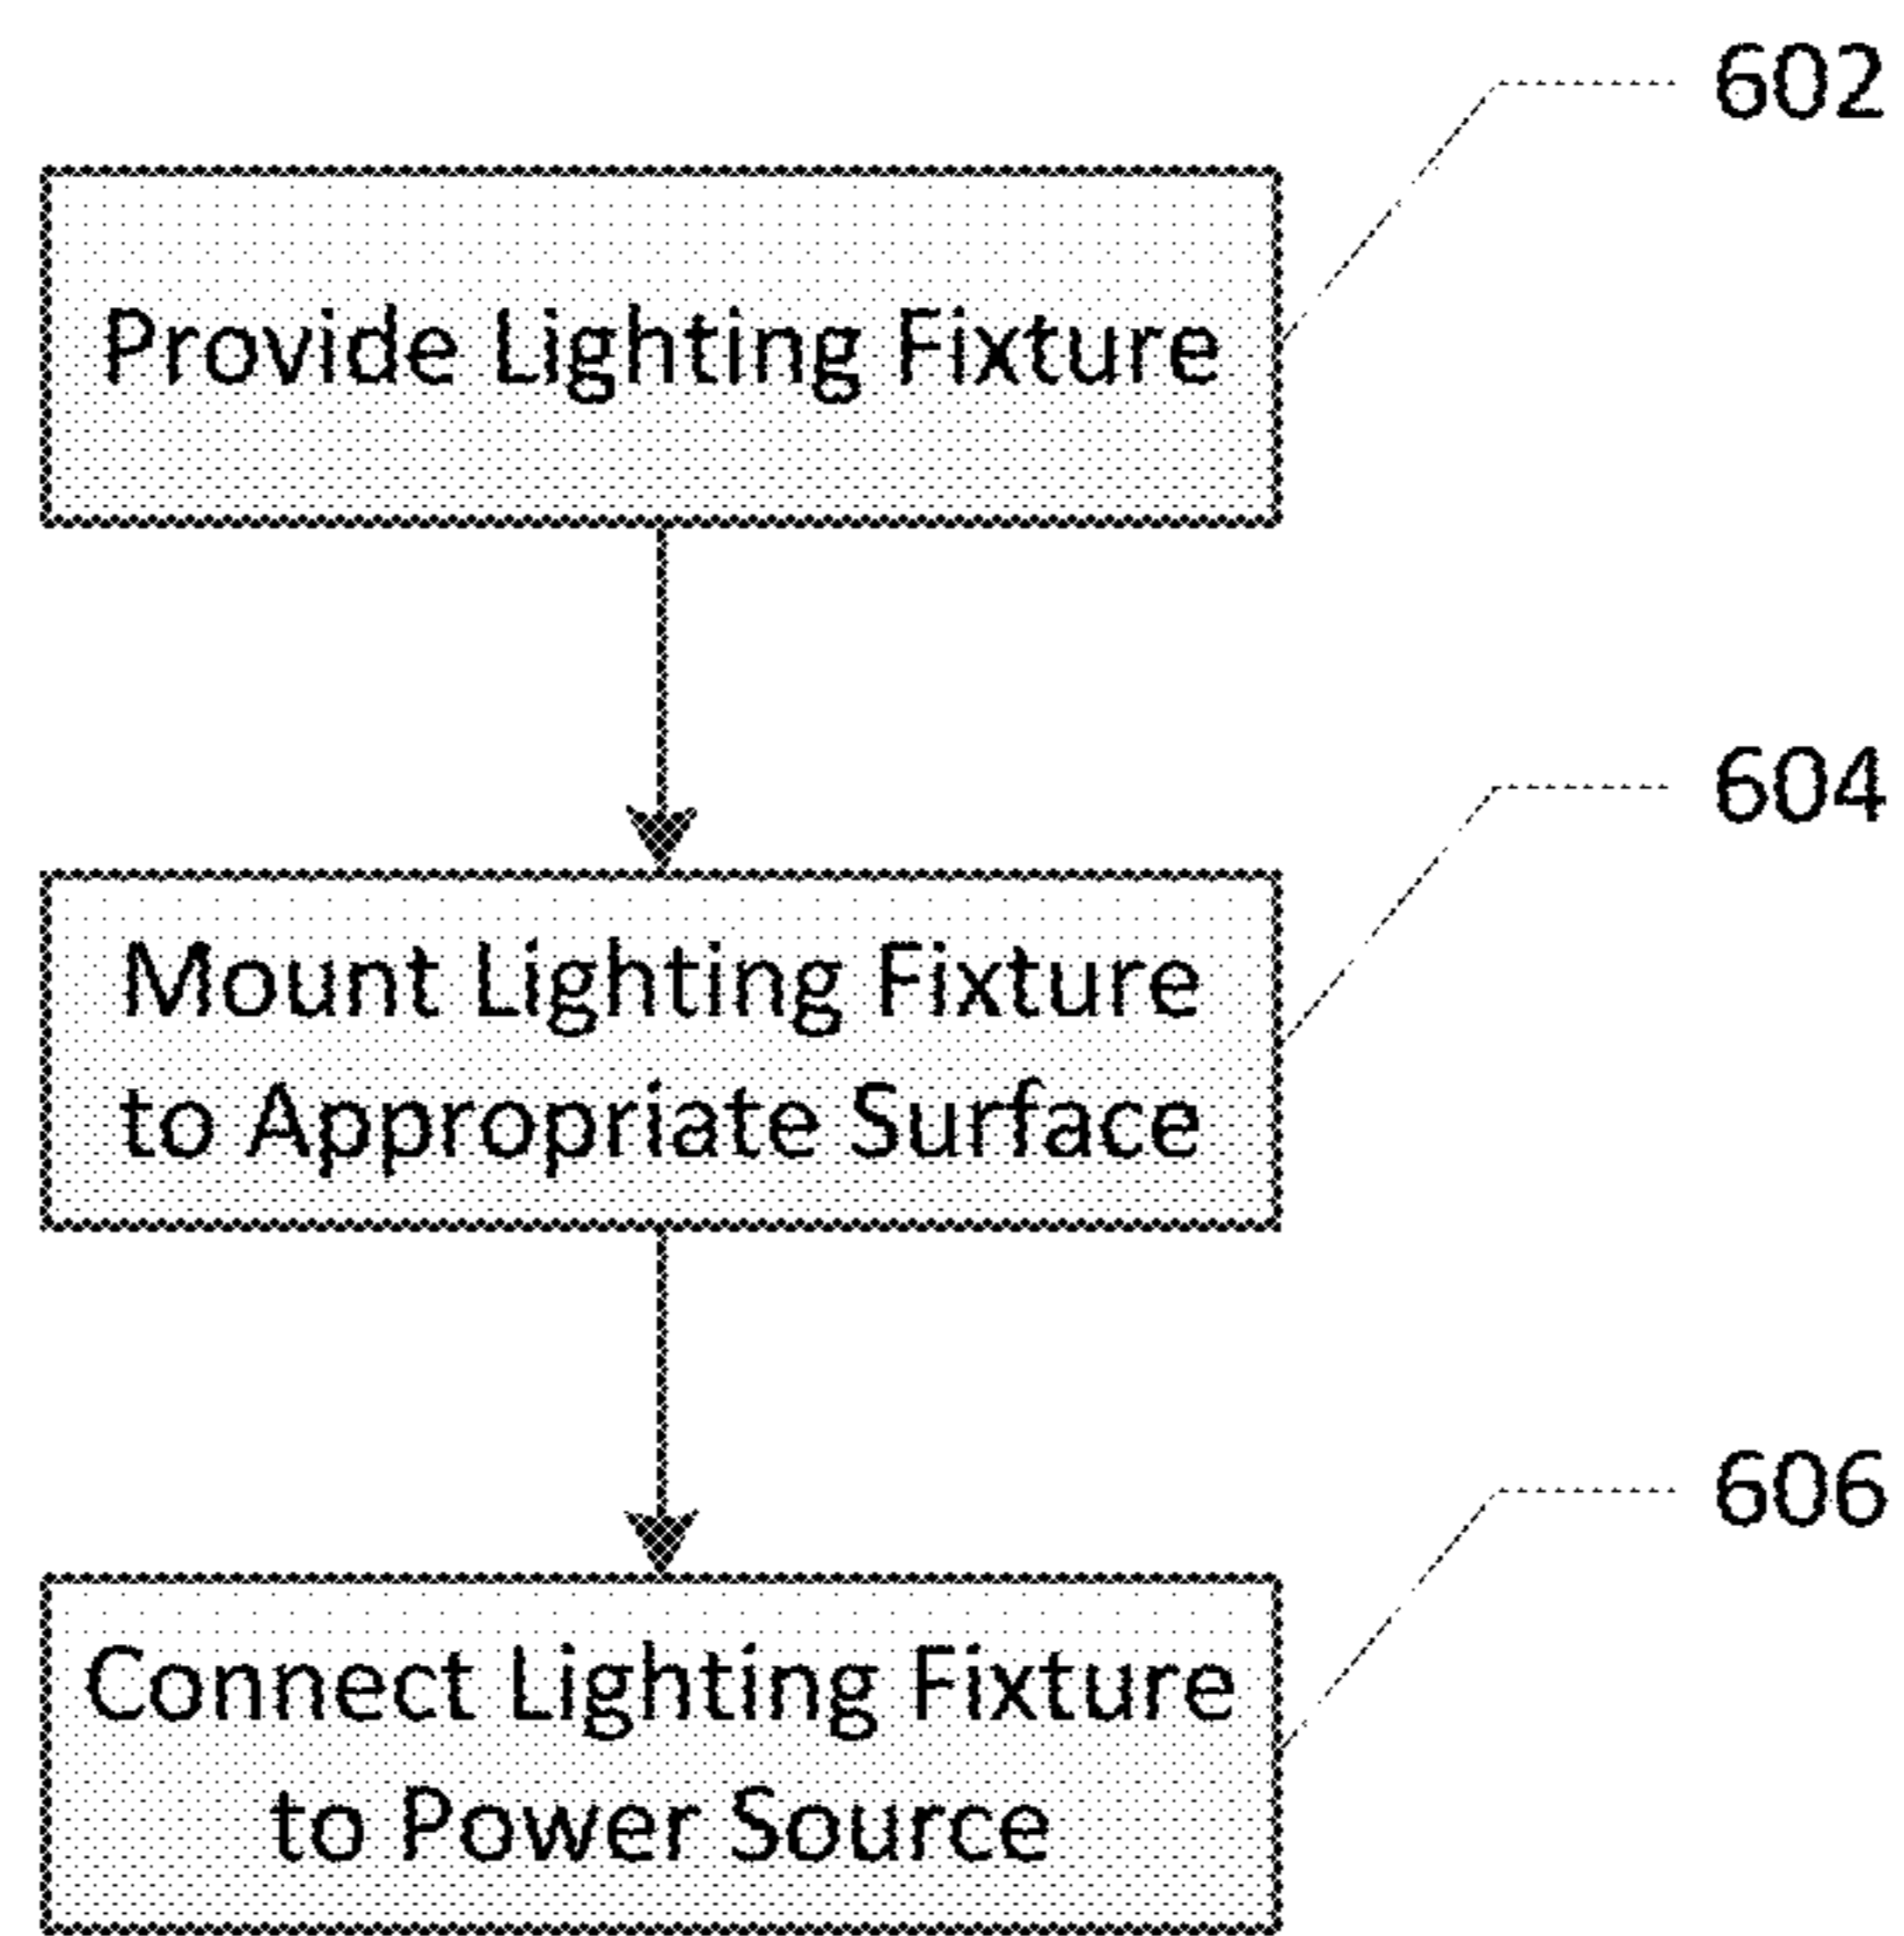 602
Provide Lighting Fixture
604
Mount Lighting Fixture
to Appropriate Surface
606
Connect Lighting Fixture
to Power Source